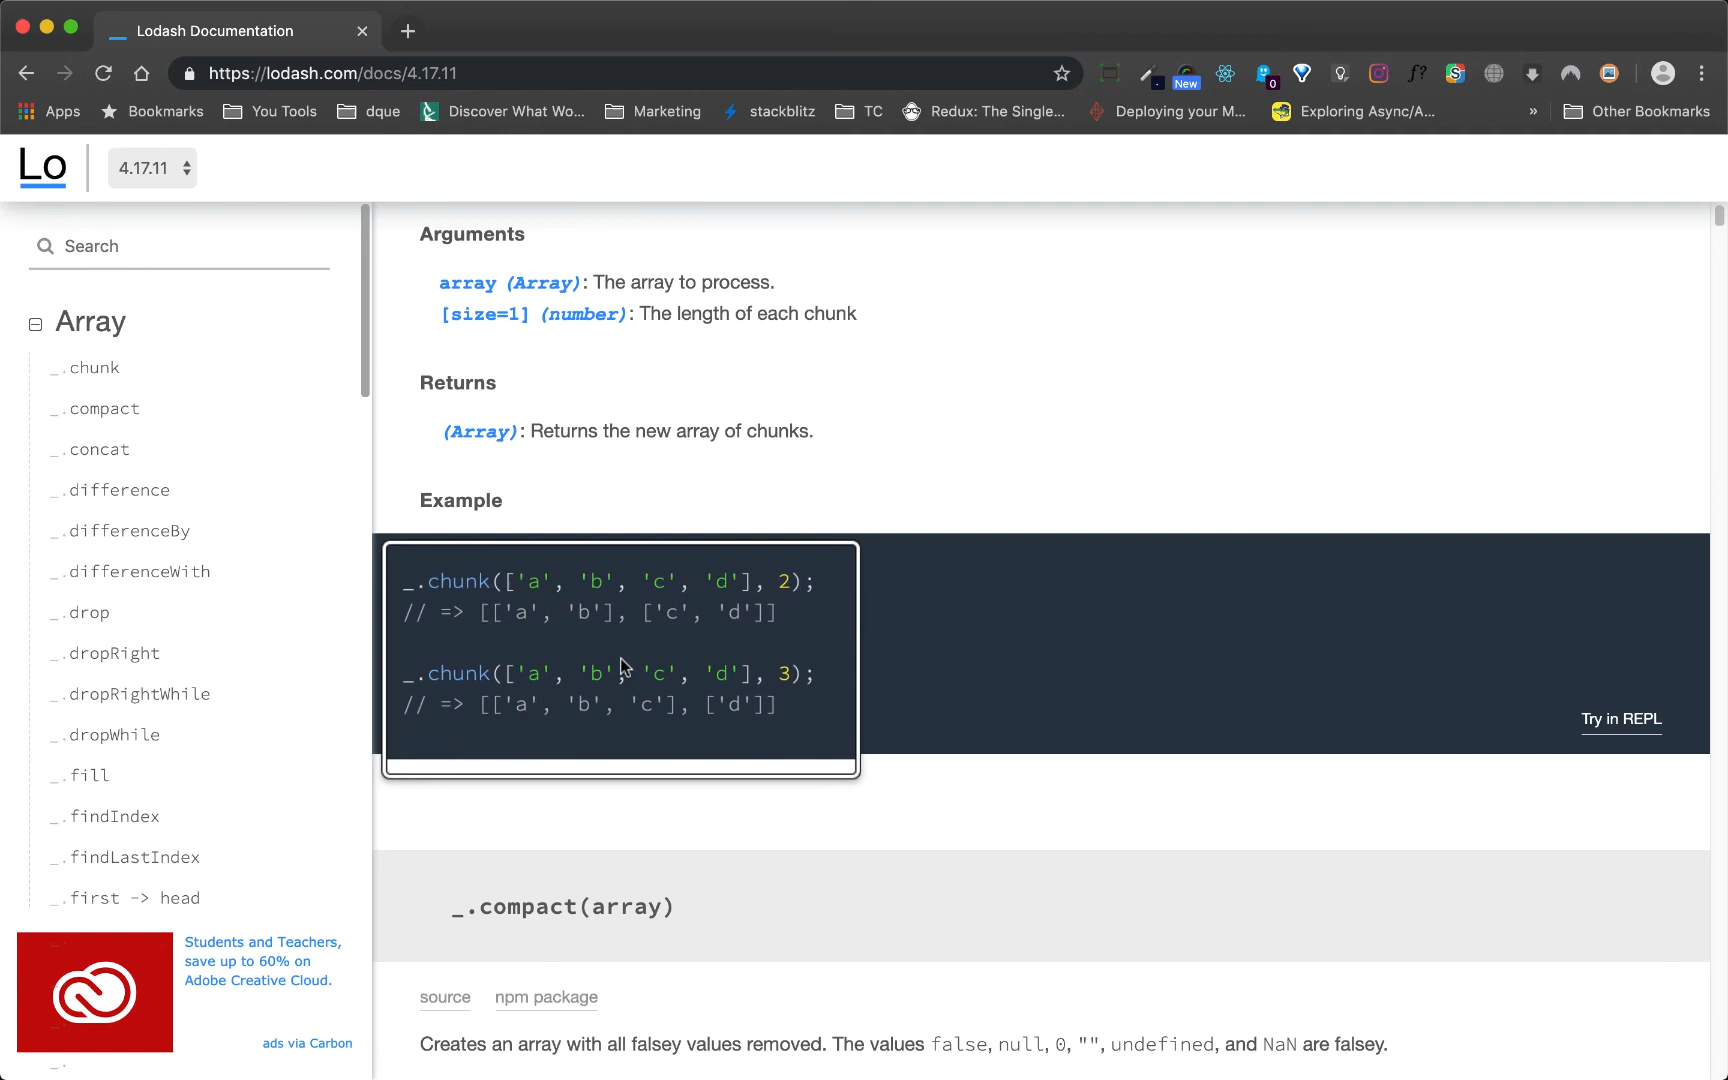 Lodash Documentation
https://lodash.com/docs/4.17.11
New
0
Apps
Bookmarks
You Tools
dque
Discover What Wo...
Marketing
stackblitz
TC
Redux: The Single...
Deploying your M...
Exploring Async/A...
»
Other Bookmarks
Lo
4.17.11
Search
Array
_.chunk
_.compact
_.concat
_.difference
_.differenceBy
_.differenceWith
_.drop
_.dropRight
_.dropRightWhile
_.dropWhile
_.fill
_.findIndex
_.findLastIndex
_.first -> head
Students and Teachers,
save up to 60% on
Adobe Creative Cloud.
ads via Carbon
Arguments
array (Array): The array to process.
[size=1] (number): The length of each chunk
Returns
(Array): Returns the new array of chunks.
Example
_.chunk(['a', 'b', 'c', 'd'], 2);
// => [['a', 'b'], ['c', 'd']]
_.chunk(['a', 'b', 'c', 'd'], 3);
// => [['a', 'b', 'c'], ['d']]
Try in REPL
_.compact(array)
source
npm package
Creates an array with all falsey values removed. The values false, null, 0, "", undefined, and NaN are falsey.